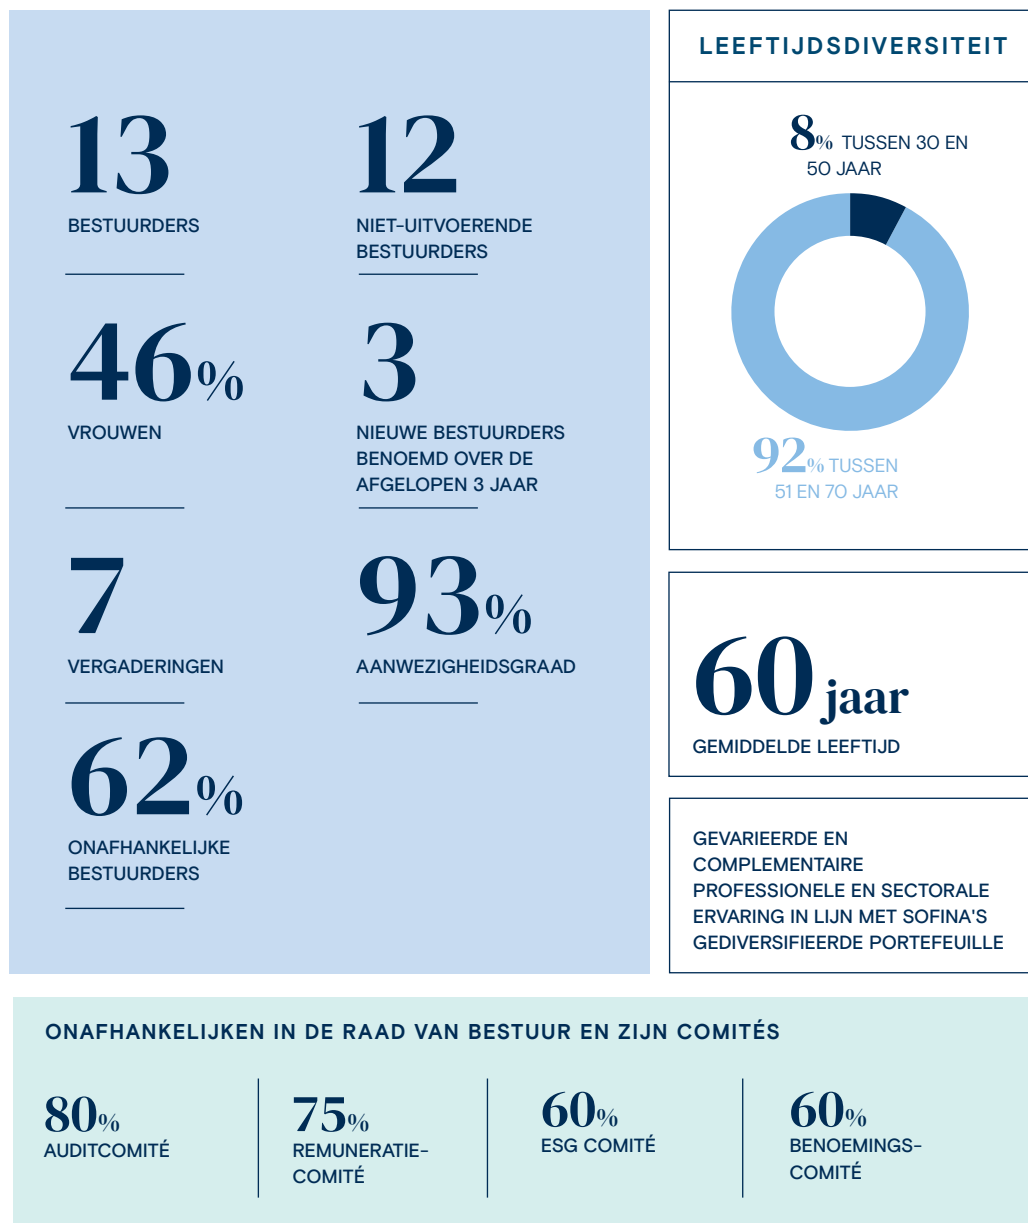 13
BESTUURDERS
12
NIET-UITVOERENDE
BESTUURDERS
46%
VROUWEN
3
NIEUWE BESTUURDERS
BENOEMD OVER DE
AFGELOPEN 3 JAAR
7
VERGADERINGEN
93%
AANWEZIGHEIDSGRAAD
62%
ONAFHANKELIJKE
BESTUURDERS
LEEFTIJDSDIVERSITEIT
8% TUSSEN 30 EN
50 JAAR
92% TUSSEN
51 EN 70 JAAR
60 jaar
GEMIDDELDE LEEFTIJD
GEVARIEERDE EN
COMPLEMENTAIRE
PROFESSIONELE EN SECTORALE
ERVARING IN LIJN MET SOFINA'S
GEDIVERSIFIEERDE PORTEFEUILLE
ONAFHANKELIJKEN IN DE RAAD VAN BESTUUR EN ZIJN COMITÉS
80%
AUDITCOMITÉ
75%
REMUNERATIE-
COMITÉ
60%
ESG COMITÉ
60%
BENOEMINGS-
COMITÉ